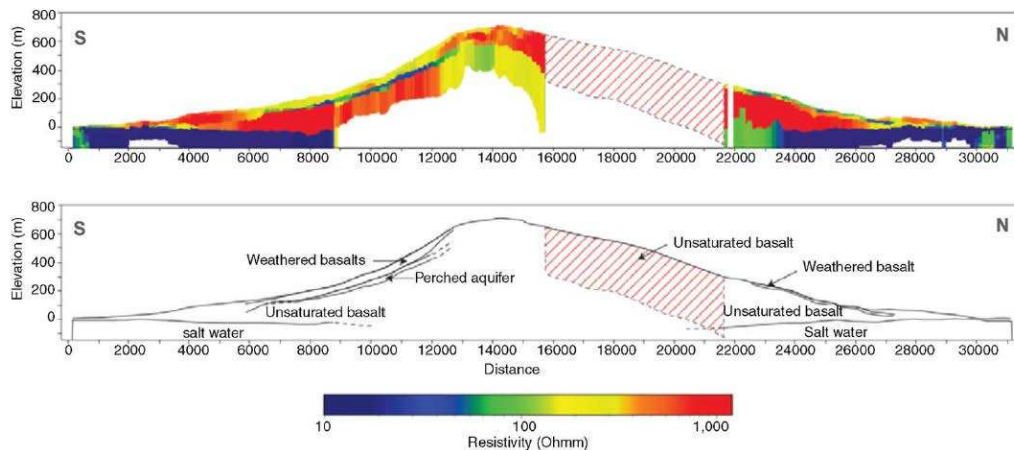 800
S
N
600
400
200
0
Elevation (m)
0 2000 4000 6000 8000 10000 12000 14000 16000 18000 20000 22000 24000 26000 28000 30000
800
S
N
600
400
200
0
Elevation (m)
Unsaturated basalt
Weathered basalts
Weathered basalt
Perched aquifer
Unsaturated basalt
Unsaturated basalt
salt water
Salt water
0 2000 4000 6000 8000 10000 12000 14000 16000 18000 20000 22000 24000 26000 28000 30000
Distance
10 100 1,000
Resistivity (Ohmm)